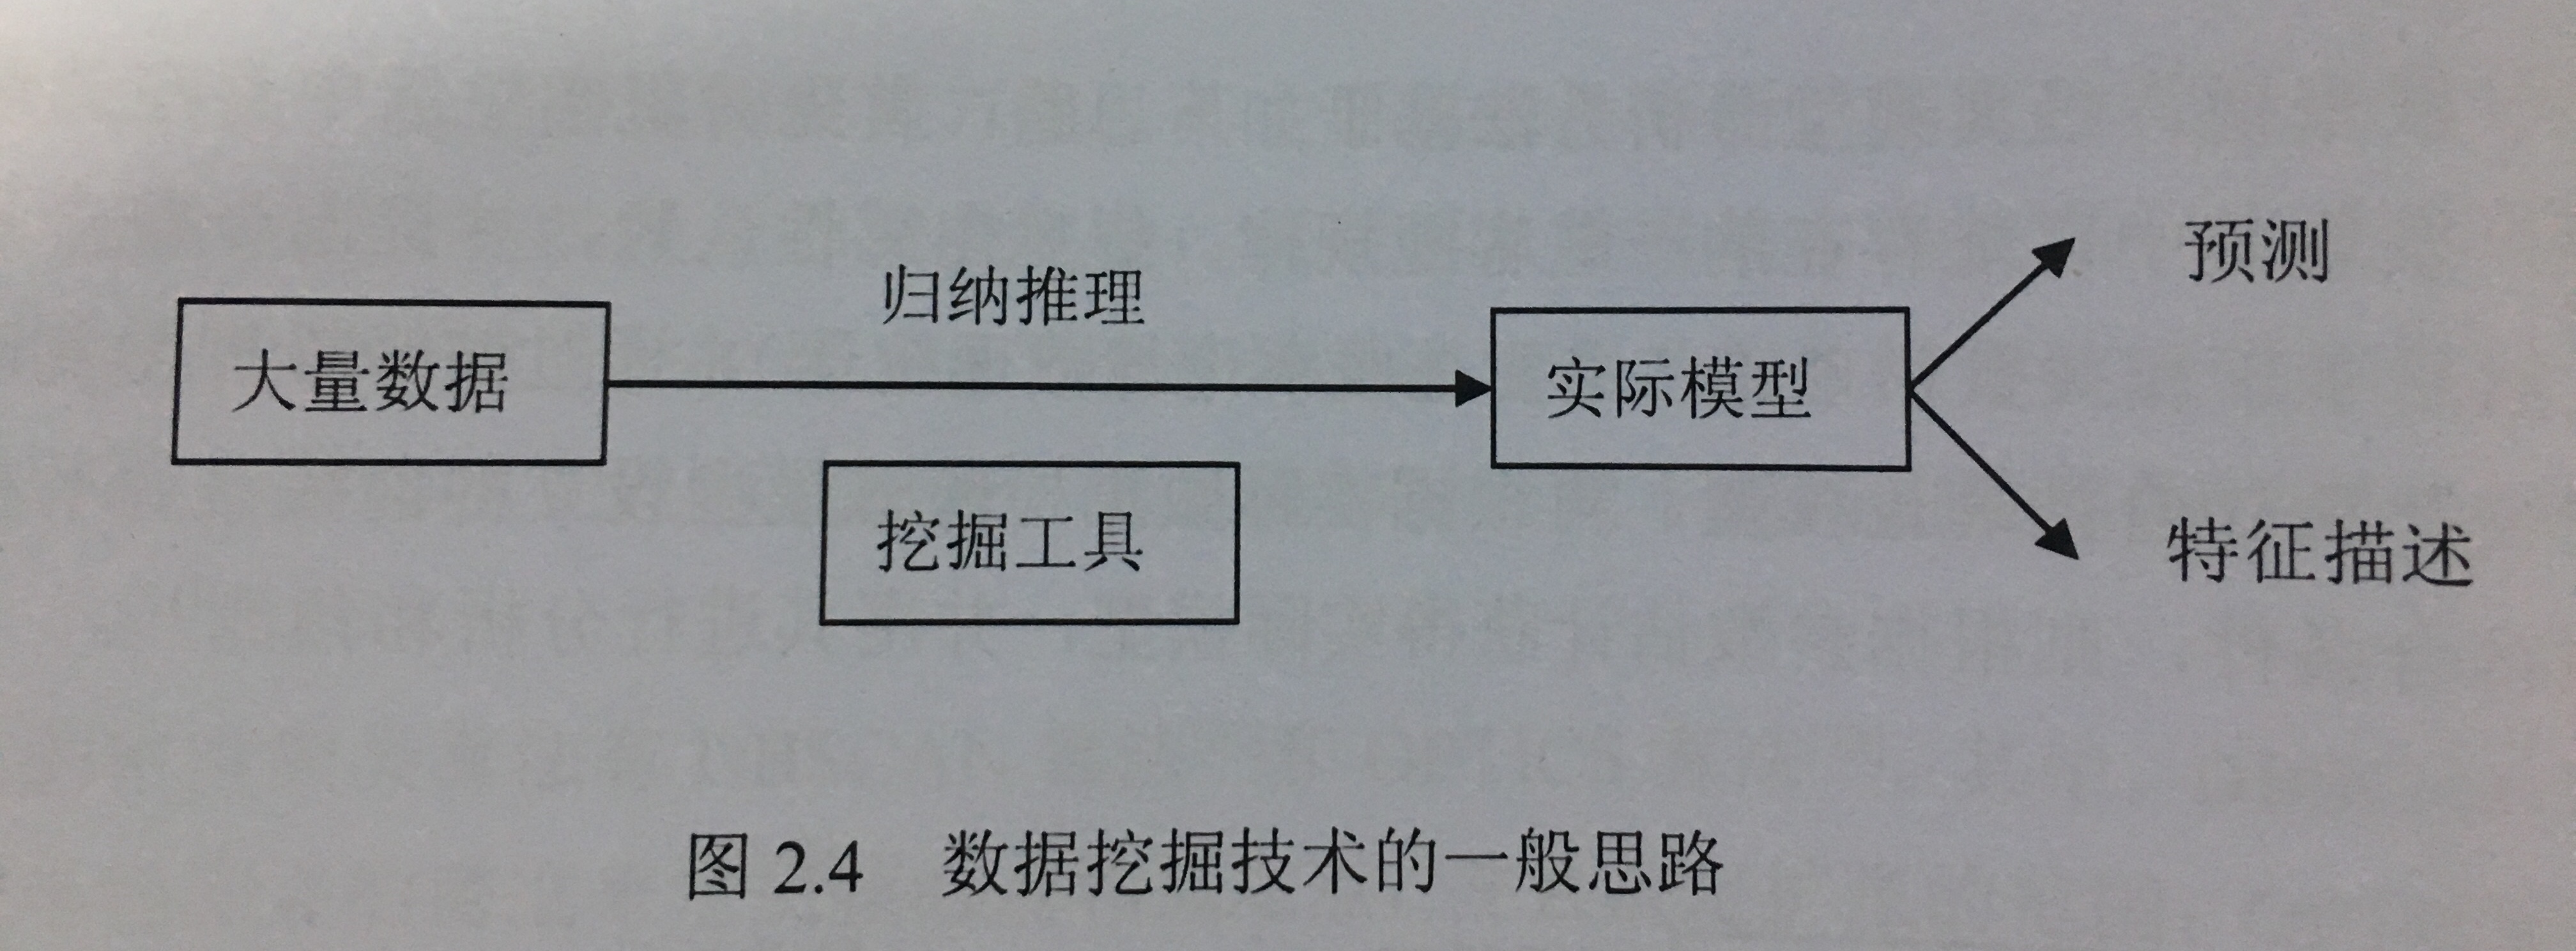 归纳推理
预测
大量数据
实际模型
挖掘工具
特征描述
图 2.4 数据挖掘技术的一般思路